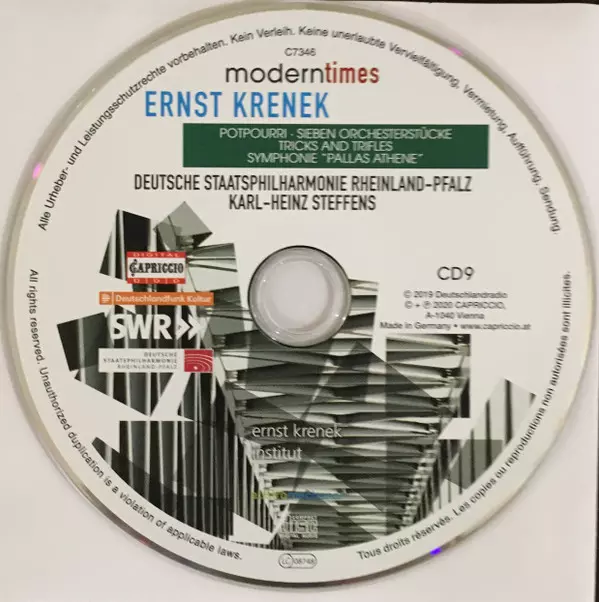 Alle Urheber- und Leistungsschutzrechte vorbehalten. Kein Verleih. Keine unerlaubte Vervielfältigung, Vermietung, Aufführung, Sendung.
C7346
moderntimes
ERNST KRENEK
POTPOURRI · SIEBEN ORCHESTERSTÜCKE
TRICKS AND TRIFLES
SYMPHONIE "PALLAS ATHENE"
DEUTSCHE STAATSPHILHARMONIE RHEINLAND-PFALZ
KARL-HEINZ STEFFENS
DIGITAL
CAPRICCIO
DDD
Deutschlandfunk Kultur
SWR
DEUTSCHE
STAATSPHILHARMONIE
RHEINLAND-PFALZ
CD9
© 2019 Deutschlandradio
© + ℗ 2020 CAPRICCIO,
A-1040 Vienna
Made in Germany • www.capriccio.at
ernst krenek
institut
LC 08748
All rights reserved. Unauthorized duplication is a violation of applicable laws.
Tous droits réservés. Les copies ou reproductions non autorisées sont illicites.